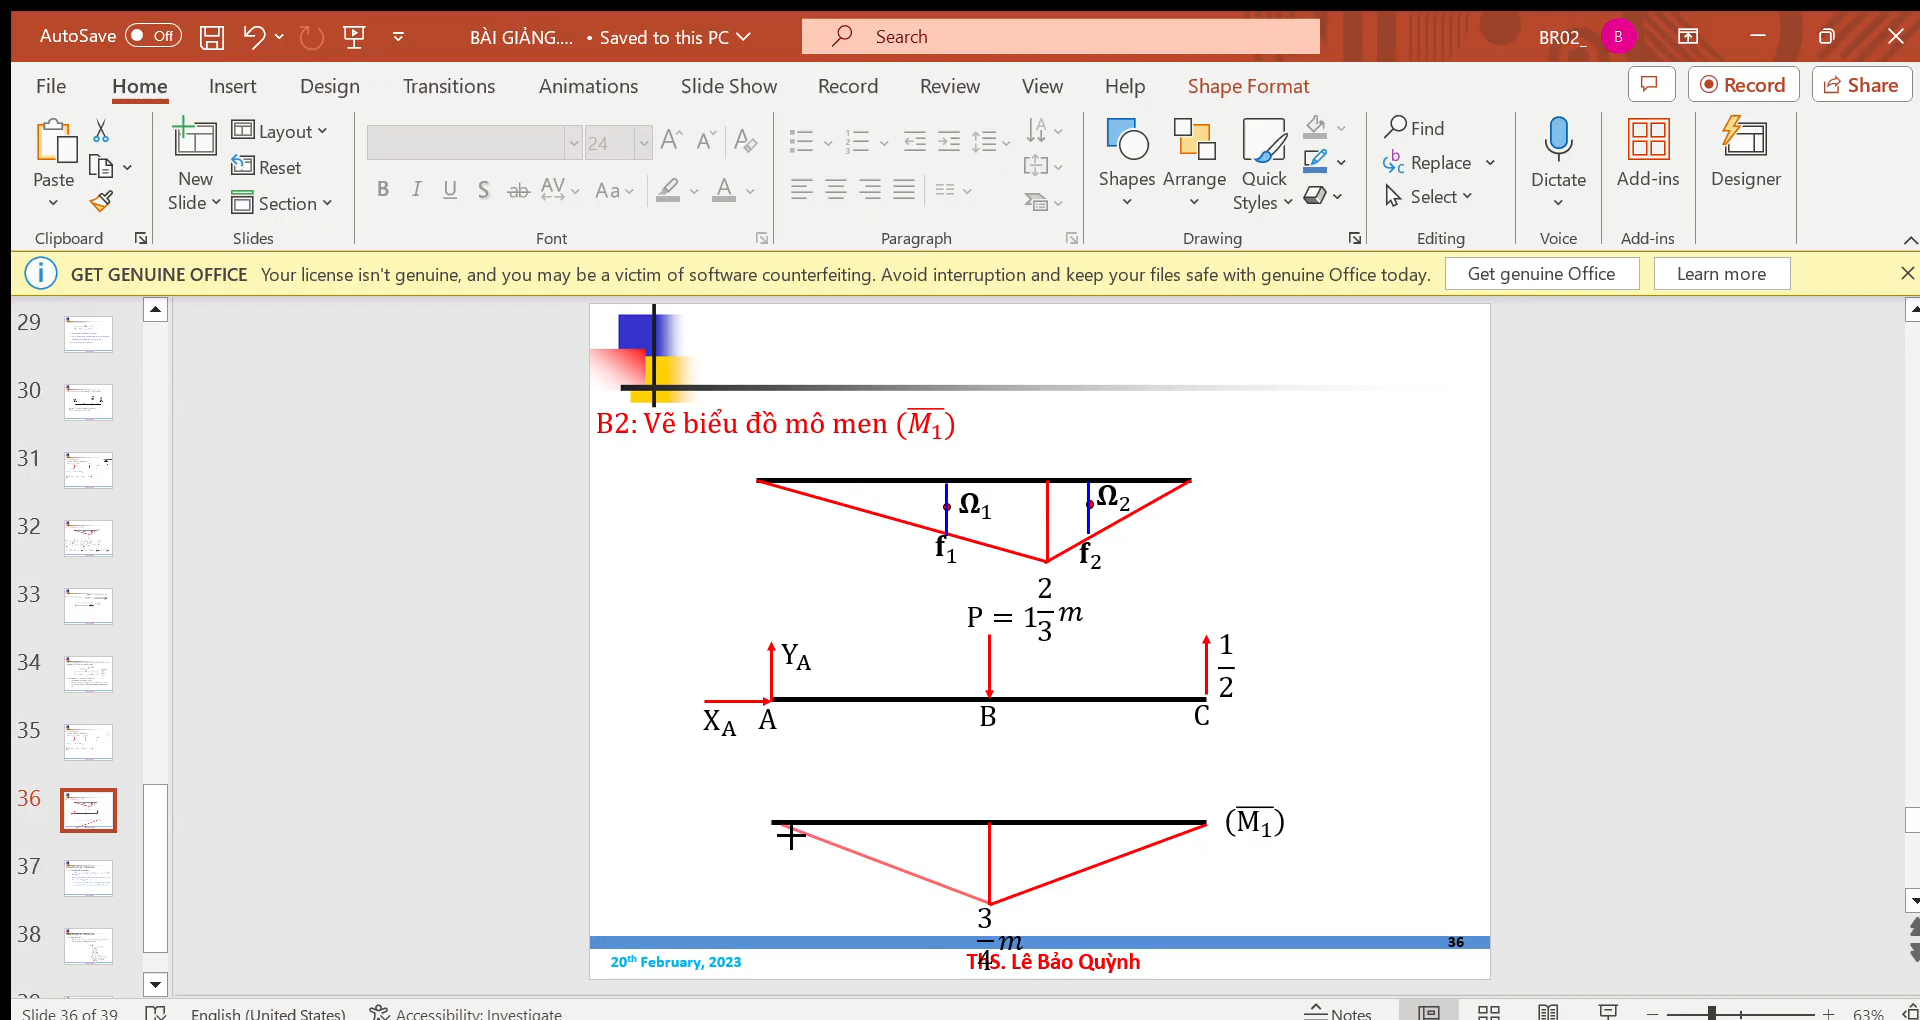 AutoSave Off BÀI GIẢNG.... • Saved to this PC Search BR02_ B
File Home Insert Design Transitions Animations Slide Show Record Review View Help Shape Format Record Share
Paste
Clipboard
New Slide
Layout
Reset
Section
Slides
24
B I U S ab AV Aa A
Font
Paragraph
Shapes Arrange Quick Styles
Drawing
Find
Replace
Select
Editing
Dictate
Voice
Add-ins
Add-ins
Designer
GET GENUINE OFFICE Your license isn't genuine, and you may be a victim of software counterfeiting. Avoid interruption and keep your files safe with genuine Office today. Get genuine Office Learn more
29
30
31
32
33
34
35
36
37
38
B2: Vẽ biểu đồ mô men (M̅₁)
Ω₁ Ω₂
f₁ f₂
2/3 m
P = 1
Y_A 1/2
X_A A B C
(M̅₁)
3/4 m
36
20th February, 2023 ThS. Lê Bảo Quỳnh
Slide 36 of 39 English (United States) Accessibility: Investigate Notes 63%